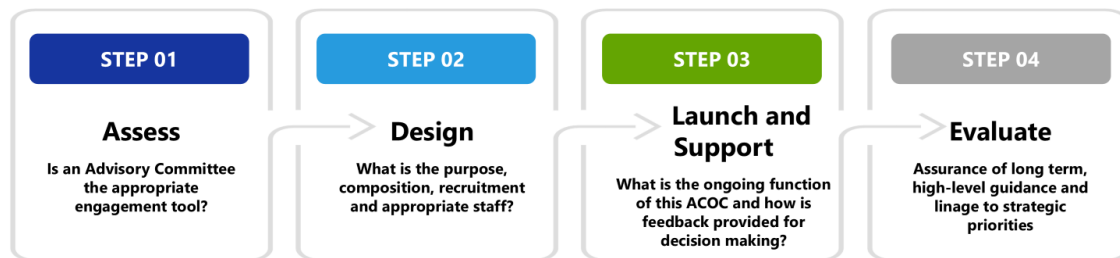 STEP 01
Assess
Is an Advisory Committee
the appropriate
engagement tool?
STEP 02
Design
What is the purpose,
composition, recruitment
and appropriate staff?
STEP 03
Launch and
Support
What is the ongoing function
of this ACOC and how is
feedback provided for
decision making?
STEP 04
Evaluate
Assurance of long term,
high-level guidance and
linage to strategic
priorities